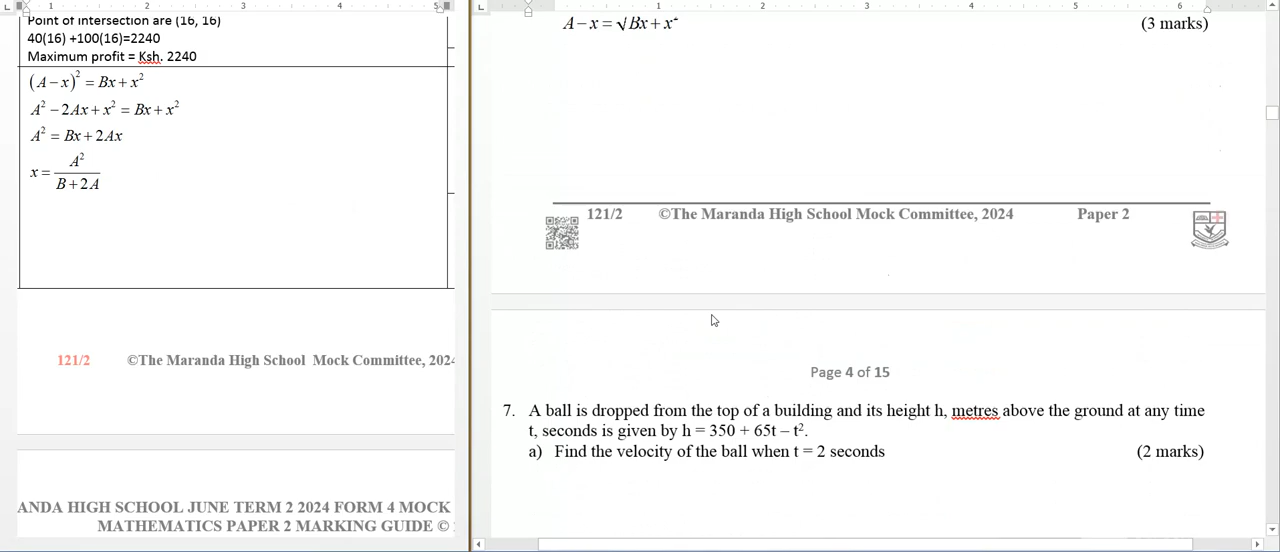 Point of intersection are (16, 16)
40(16) +100(16)=2240
Maximum profit = Ksh. 2240
(A − x)² = Bx + x²
A² − 2Ax + x² = Bx + x²
A² = Bx + 2Ax
x = A² / B + 2A
121/2 ©The Maranda High School Mock Committee, 202
ANDA HIGH SCHOOL JUNE TERM 2 2024 FORM 4 MOCK
MATHEMATICS PAPER 2 MARKING GUIDE ©
A − x = √Bx + x² (3 marks)
121/2 ©The Maranda High School Mock Committee, 2024 Paper 2
Page 4 of 15
7. A ball is dropped from the top of a building and its height h, metres above the ground at any time
t, seconds is given by h = 350 + 65t – t².
a) Find the velocity of the ball when t = 2 seconds (2 marks)